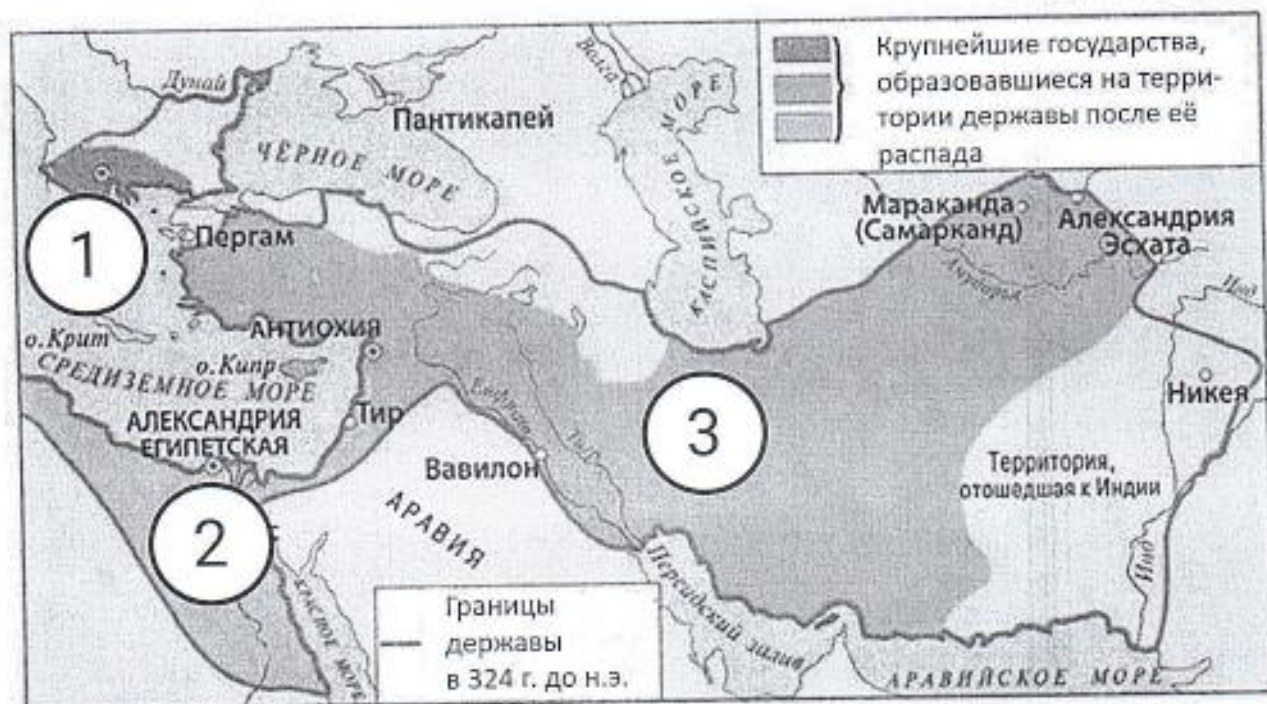 Крупнейшие государства,
образовавшиеся на терри-
тории державы после её
распада
Волга
Дунай
Пантикапей
ЧЁРНОЕ МОРЕ
КАСПИЙСКОЕ МОРЕ
Мараканда
(Самарканд)
Александрия
Эсхата
Амударья
Инд
1
Пергам
АНТИОХИЯ
о. Крит
о. Кипр
СРЕДИЗЕМНОЕ МОРЕ
Никея
АЛЕКСАНДРИЯ
ЕГИПЕТСКАЯ
Тир
Евфрат
Тигр
3
Вавилон
Территория,
отошедшая к Индии
АРАВИЯ
2
Инд
Персидский залив
КРАСНОЕ МОРЕ
Границы
державы
в 324 г. до н.э.
АРАВИЙСКОЕ МОРЕ